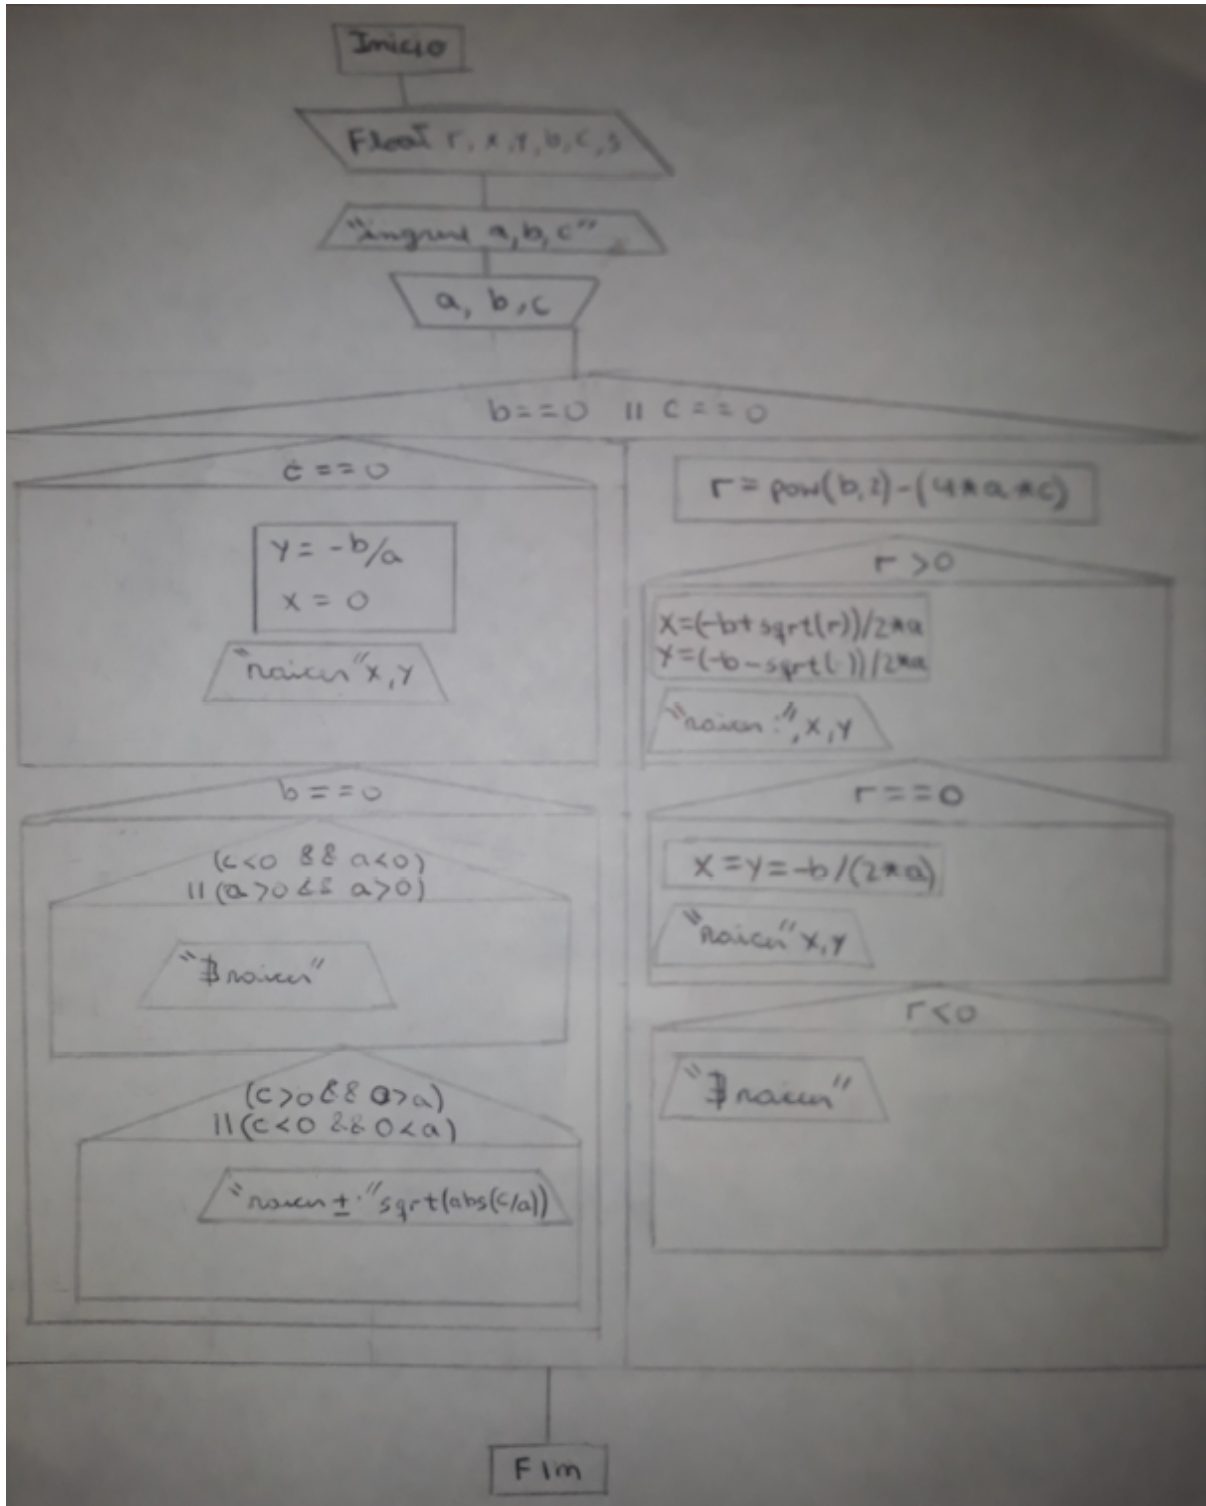 Inicio
Float r, x, y, b, c,
"ingrese a, b, c"
a, b, c
b==0 || c==0
c==0
y = -b/a
x = 0
"raices" x, y
b==0
(c<0 && a<0)
|| (a>0 && a>0)
"∄ raices"
(c>0 && 0>a)
|| (c<0 && 0<a)
"raices ±" sqrt(abs(c/a))
r = pow(b,2)-(4*a*c)
r >0
x=(-b+sqrt(r))/2*a
y=(-b-sqrt( ))/2*a
"raices:", x, y
r==0
x=y=-b/(2*a)
"raices" x, y
r<0
"∄ raices"
Fim